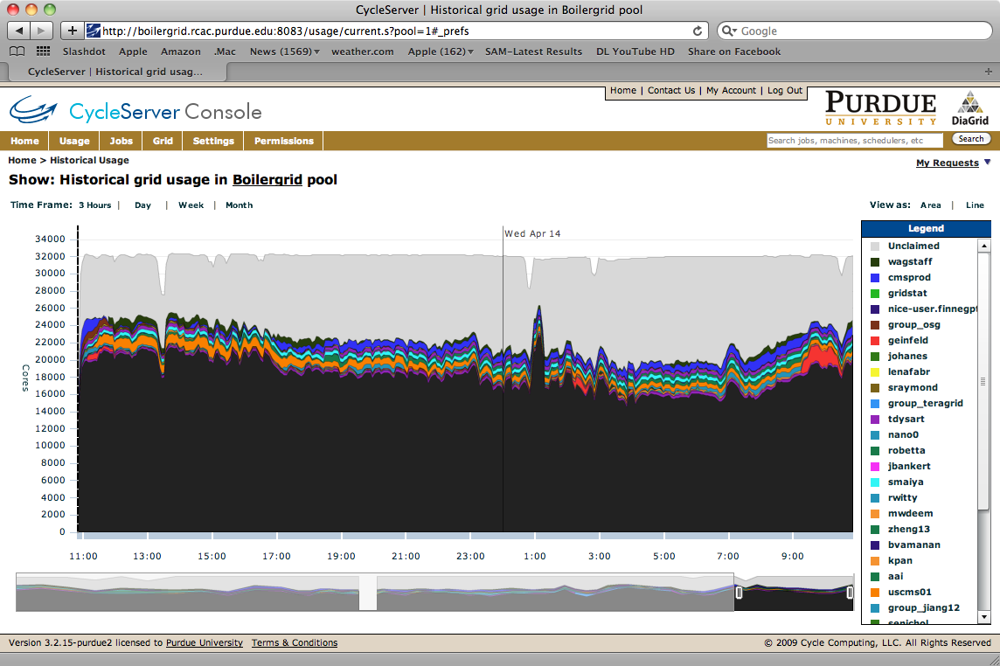 CycleServer | Historical grid usage in Boilergrid pool
http://boilergrid.rcac.purdue.edu:8083/usage/current.s?pool=1#_prefs
Google
Slashdot Apple Amazon .Mac News (1569) weather.com Apple (162) SAM-Latest Results DL YouTube HD Share on Facebook
CycleServer | Historical grid usag...
Home | Contact Us | My Account | Log Out
CycleServer Console
PURDUE
UNIVERSITY
DiaGrid
Home Usage Jobs Grid Settings Permissions
Search jobs, machines, schedulers, etc
Search
Home > Historical Usage
My Requests
Show: Historical grid usage in Boilergrid pool
Time Frame: 3 Hours | Day | Week | Month
View as: Area | Line
Wed Apr 14
34000
32000
30000
28000
26000
24000
22000
20000
18000
16000
14000
12000
10000
8000
6000
4000
2000
0
Cores
11:00 13:00 15:00 17:00 19:00 21:00 23:00 1:00 3:00 5:00 7:00 9:00
Legend
Unclaimed
wagstaff
cmsprod
gridstat
nice-user.finnegpt
group_osg
geinfeld
johanes
lenafabr
sraymond
group_teragrid
tdysart
nano0
robetta
jbankert
smaiya
rwitty
mwdeem
zheng13
bvamanan
kpan
aai
uscms01
group_jiang12
Version 3.2.15-purdue2 licensed to Purdue University Terms & Conditions
© 2009 Cycle Computing, LLC. All Rights Reserved